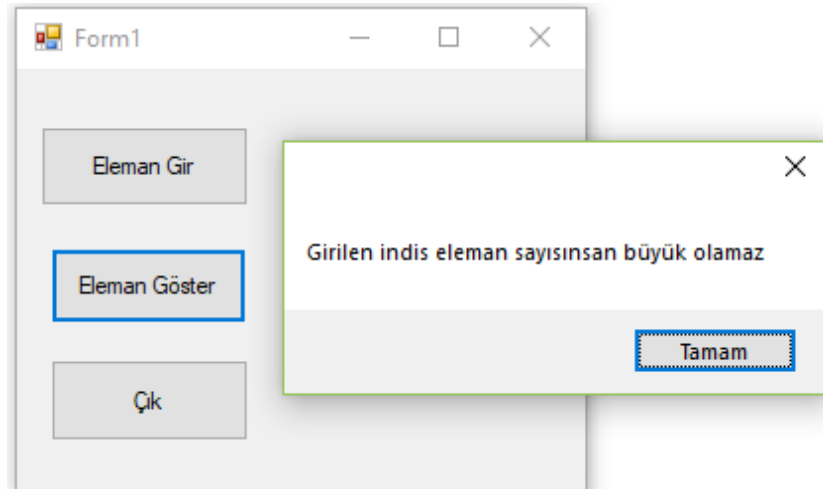 Form1
Eleman Gir
Girilen indis eleman sayısınsan büyük olamaz
Eleman Göster
Tamam
Çık